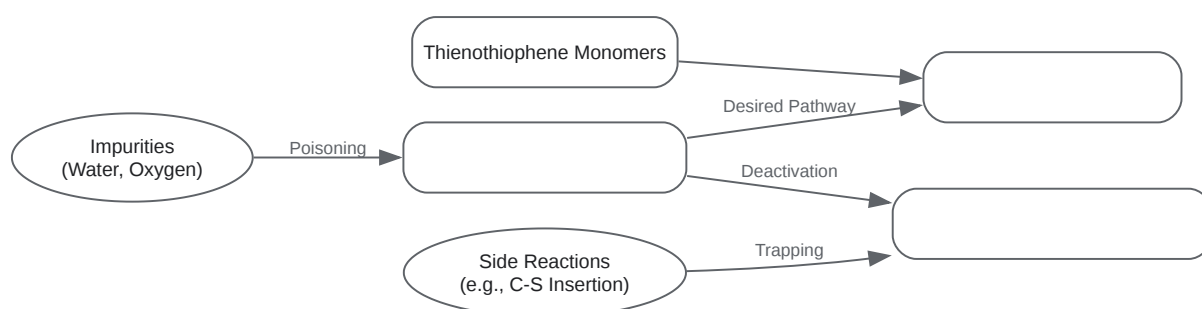 Thienothiophene Monomers
Desired Pathway
Impurities
(Water, Oxygen)
Poisoning
Deactivation
Side Reactions
(e.g., C-S Insertion)
Trapping